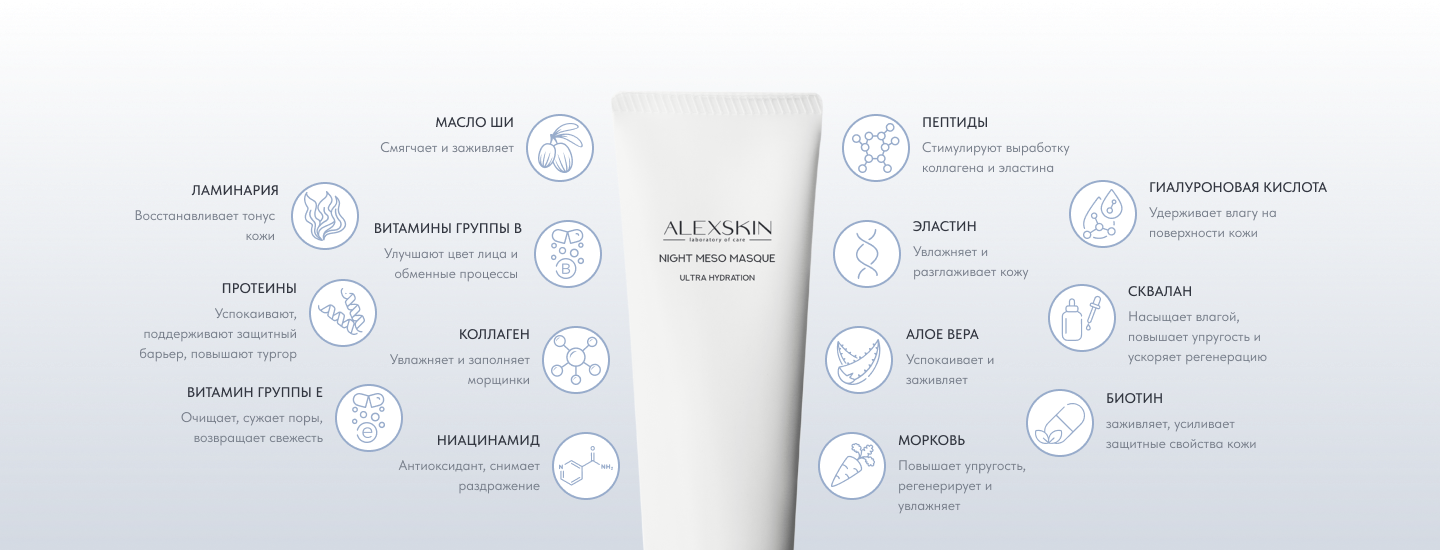 МАСЛО ШИ
Смягчает и заживляет
ЛАМИНАРИЯ
Восстанавливает тонус
кожи
ВИТАМИНЫ ГРУППЫ В
Улучшают цвет лица и
обменные процессы
B
ПРОТЕИНЫ
Успокаивают,
поддерживают защитный
барьер, повышают тургор
КОЛЛАГЕН
Увлажняет и заполняет
морщинки
ВИТАМИН ГРУППЫ Е
Очищает, сужает поры,
возвращает свежесть
e
НИАЦИНАМИД
Антиоксидант, снимает
раздражение
N
O
NH₂
ALEXSKIN
laboratory of care
NIGHT MESO MASQUE
ULTRA HYDRATION
ПЕПТИДЫ
Стимулируют выработку
коллагена и эластина
ГИАЛУРОНОВАЯ КИСЛОТА
Удерживает влагу на
поверхности кожи
ЭЛАСТИН
Увлажняет и
разглаживает кожу
СКВАЛАН
Насыщает влагой,
повышает упругость и
ускоряет регенерацию
АЛОЕ ВЕРА
Успокаивает и
заживляет
БИОТИН
заживляет, усиливает
защитные свойства кожи
МОРКОВЬ
Повышает упругость,
регенерирует и
увлажняет